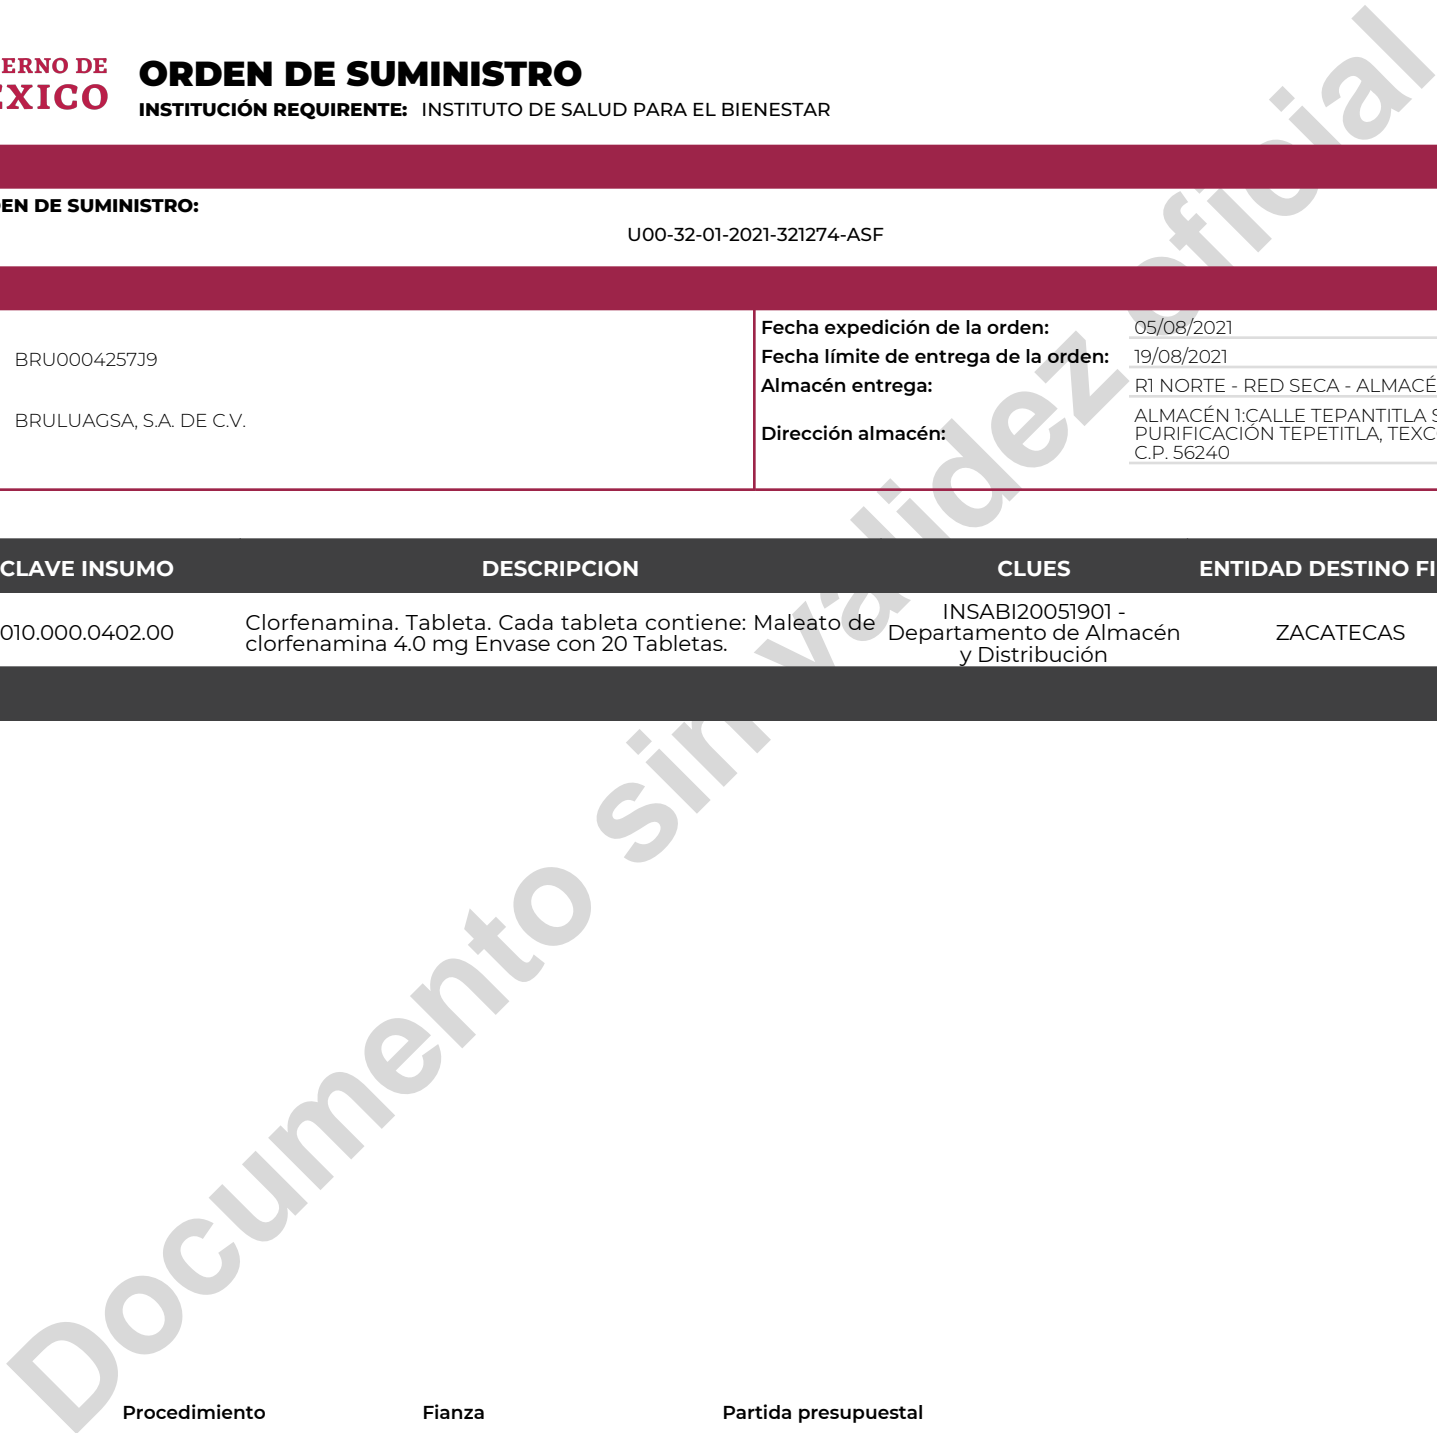 ERNO DE
ÉXICO
ORDEN DE SUMINISTRO
INSTITUCIÓN REQUIRENTE: INSTITUTO DE SALUD PARA EL BIENESTAR
EN DE SUMINISTRO:
U00-32-01-2021-321274-ASF
BRU0004257J9
BRULUAGSA, S.A. DE C.V.
Fecha expedición de la orden: 05/08/2021
Fecha límite de entrega de la orden: 19/08/2021
Almacén entrega: R1 NORTE - RED SECA - ALMACÉ
Dirección almacén: ALMACÉN 1:CALLE TEPANTITLA S
PURIFICACIÓN TEPETITLA, TEXC
C.P. 56240
CLAVE INSUMO DESCRIPCION CLUES ENTIDAD DESTINO FI
010.000.0402.00
Clorfenamina. Tableta. Cada tableta contiene: Maleato de
clorfenamina 4.0 mg Envase con 20 Tabletas.
INSABI20051901 -
Departamento de Almacén
y Distribución
ZACATECAS
Documento sin validez oficial
Procedimiento Fianza Partida presupuestal